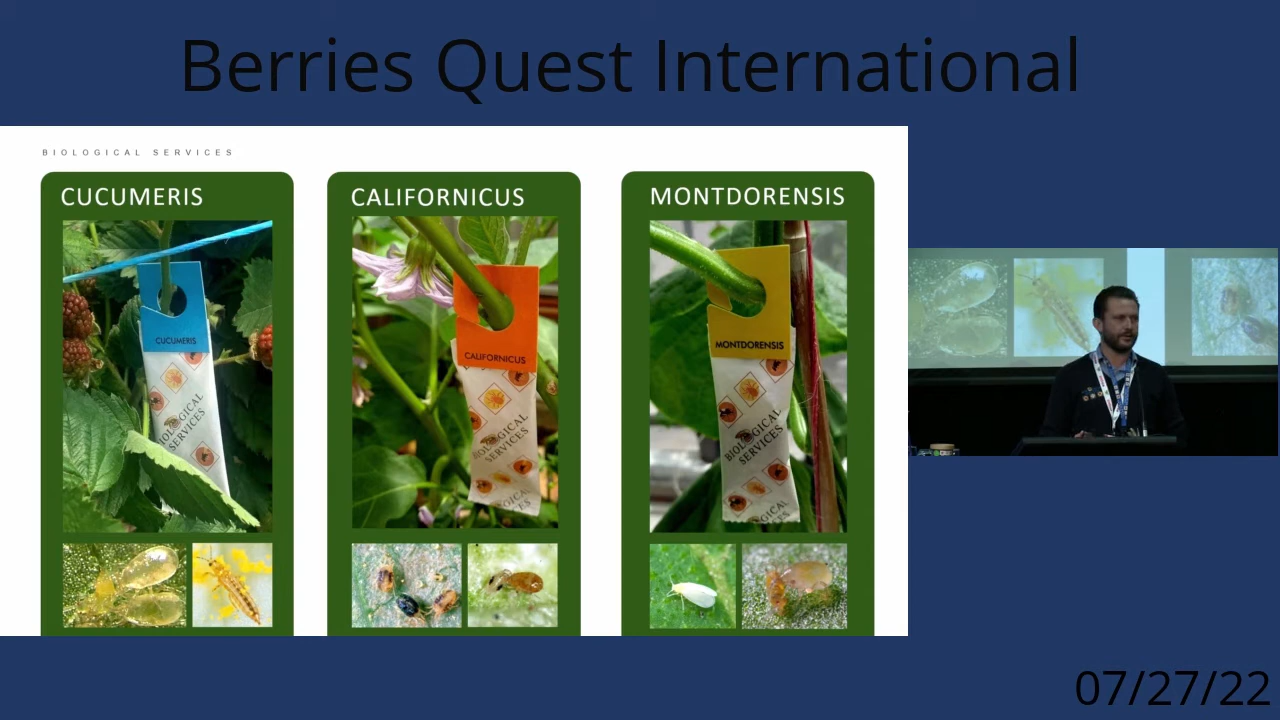 Berries Quest International
BIOLOGICAL SERVICES
CUCUMERIS
CALIFORNICUS
MONTDORENSIS
CUCUMERIS
CALIFORNICUS
MONTDORENSIS
BIOLOGICAL
SERVICES
BIOLOGICAL
SERVICES
BIOLOGICAL
SERVICES
07/27/22